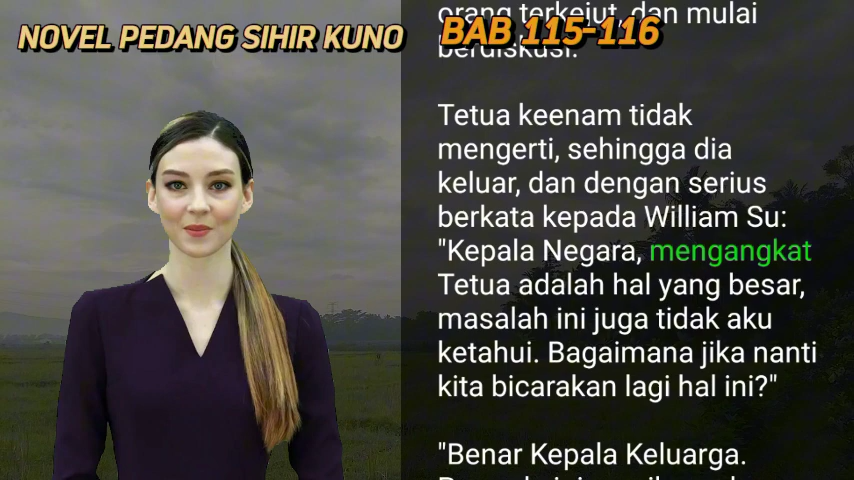 NOVEL PEDANG SIHIR KUNO
BAB 115-116
orang terkejut, dan mulai
berdiskusi.
Tetua keenam tidak
mengerti, sehingga dia
keluar, dan dengan serius
berkata kepada William Su:
"Kepala Negara, mengangkat
Tetua adalah hal yang besar,
masalah ini juga tidak aku
ketahui. Bagaimana jika nanti
kita bicarakan lagi hal ini?"
"Benar Kepala Keluarga.